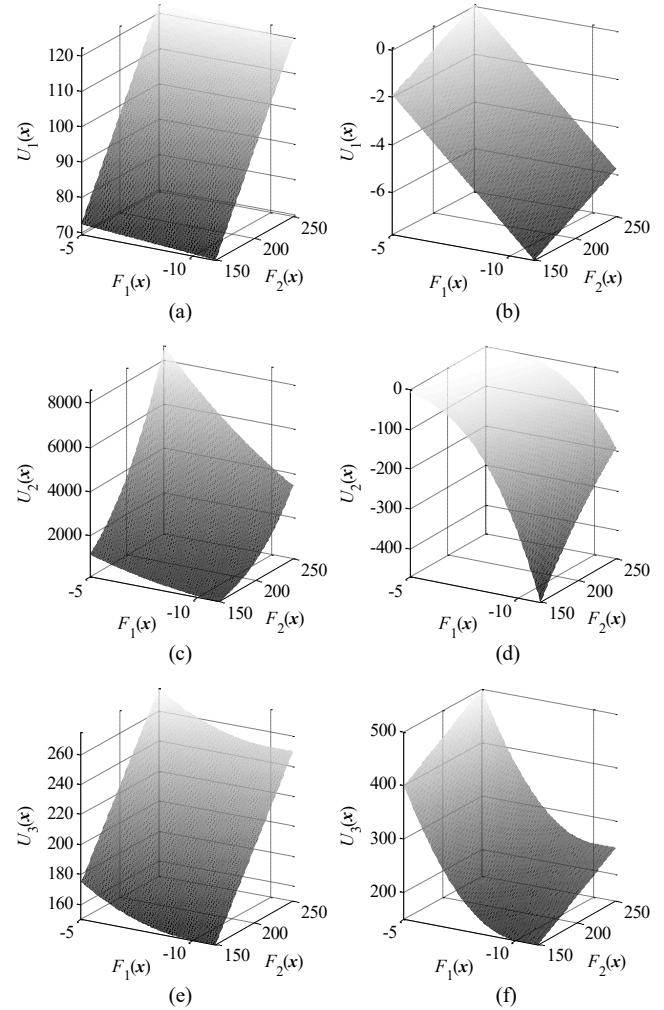 120
110
100
90
80
70
U1(x)
-5
-10
F1(x)
150
200
250
F2(x)
(a)
0
-2
-4
-6
U1(x)
-5
-10
F1(x)
150
200
250
F2(x)
(b)
8000
6000
4000
2000
U2(x)
-5
-10
F1(x)
150
200
250
F2(x)
(c)
0
-100
-200
-300
-400
U2(x)
-5
-10
F1(x)
150
200
250
F2(x)
(d)
260
240
220
200
180
160
U3(x)
-5
-10
F1(x)
150
200
250
F2(x)
(e)
500
400
300
200
U3(x)
-5
-10
F1(x)
150
200
250
F2(x)
(f)